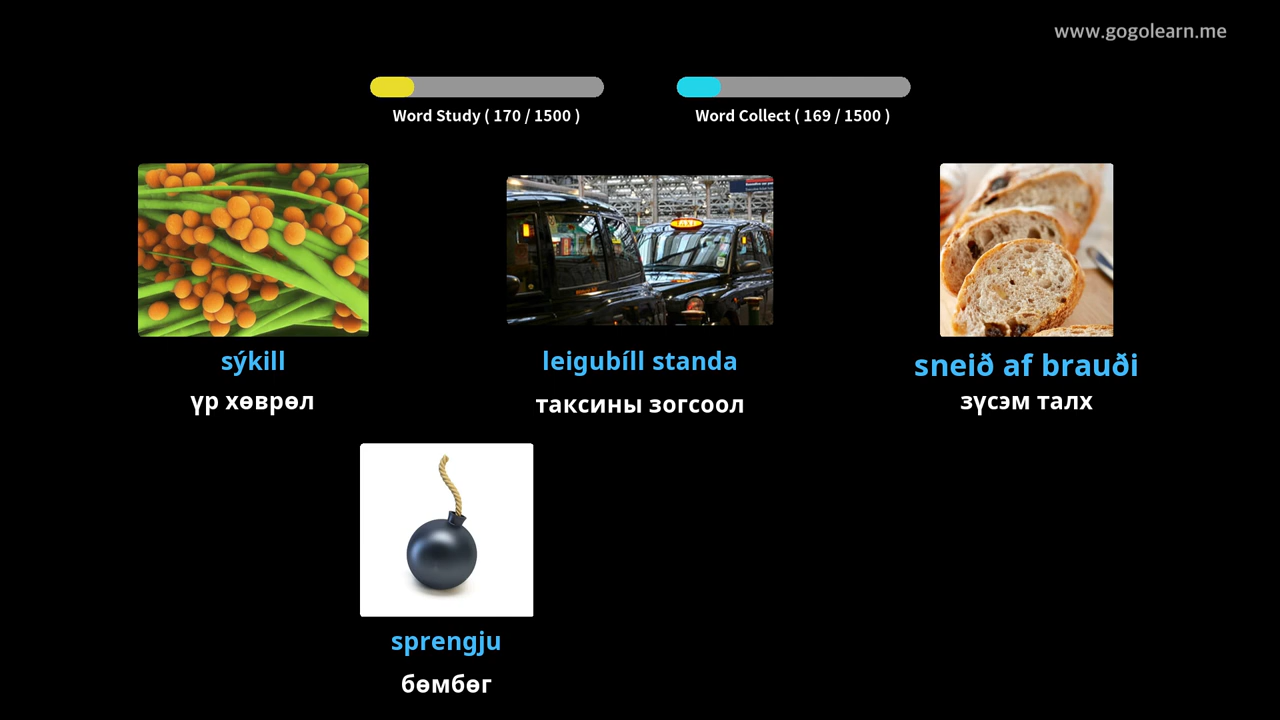 www.gogolearn.me
Word Study ( 170 / 1500 )
Word Collect ( 169 / 1500 )
TAXI
sýkill
leigubíll standa
sneið af brauði
үр хөврөл
таксины зогсоол
зүсэм талх
sprengju
бөмбөг